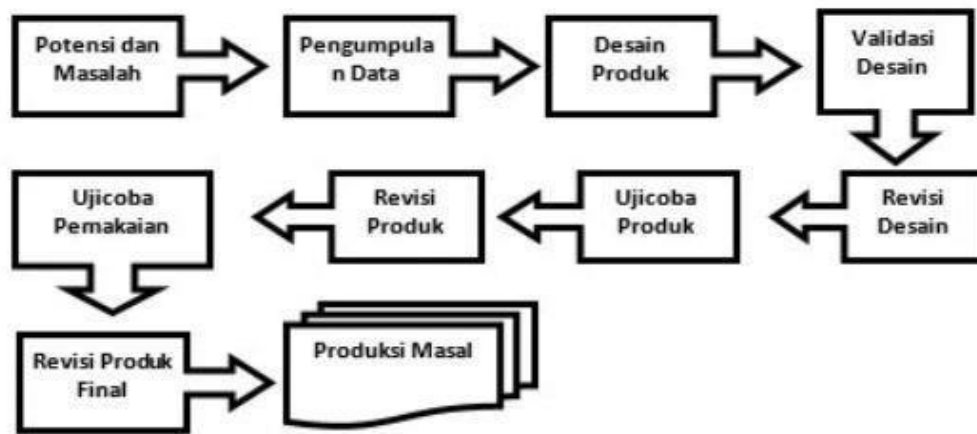 Potensi dan
Masalah
Pengumpula
n Data
Desain
Produk
Validasi
Desain
Ujicoba
Pemakaian
Revisi
Produk
Ujicoba
Produk
Revisi
Desain
Revisi Produk
Final
Produksi Masal